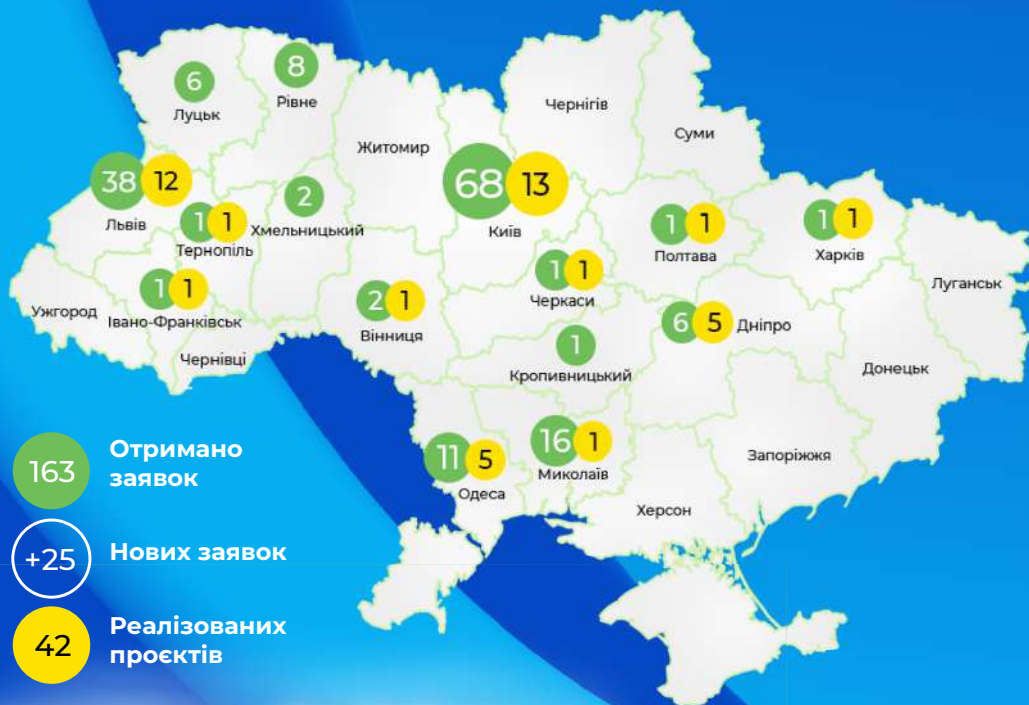 8
6
Рівне
Луцьк
Чернігів
Суми
Житомир
38 12
68 13
2
Львів
1 1
Тернопіль
Хмельницький
Київ
1 1
Полтава
1 1
Харків
1 1
Черкаси
Луганськ
1 1
Івано-Франківськ
Ужгород
2 1
Вінниця
6 5 Дніпро
1
Кропивницький
Чернівці
Донецьк
11 5
Одеса
16 1
Миколаїв
Запоріжжя
Херсон
163
Отримано
заявок
+25
Нових заявок
42
Реалізованих
проєктів